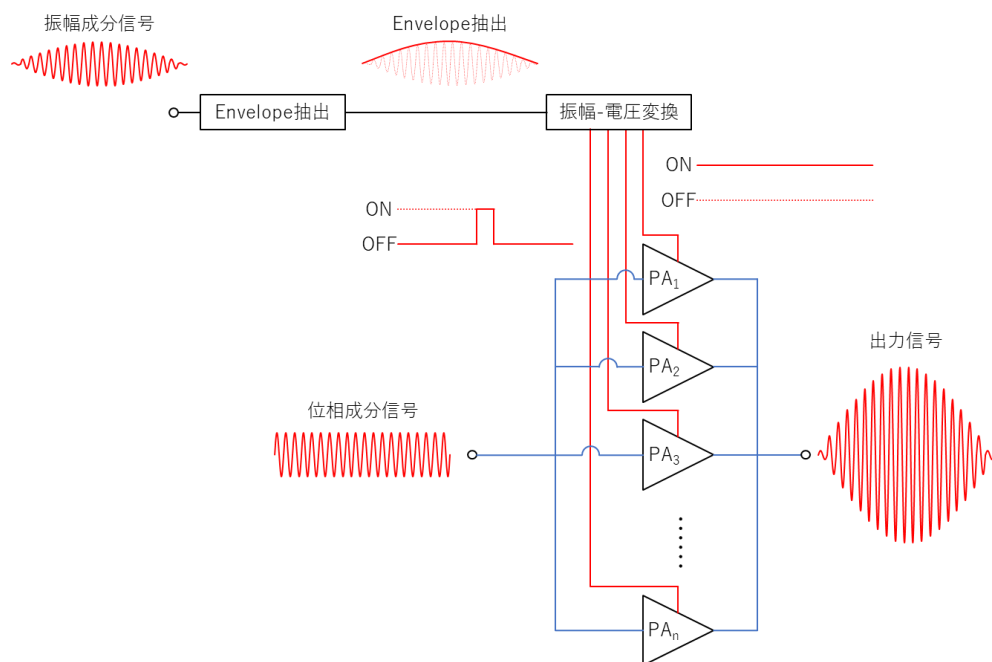 振幅成分信号
Envelope抽出
Envelope抽出
振幅-電圧変換
ON
OFF
ON
OFF
PA1
PA2
出力信号
位相成分信号
PA3
PAn